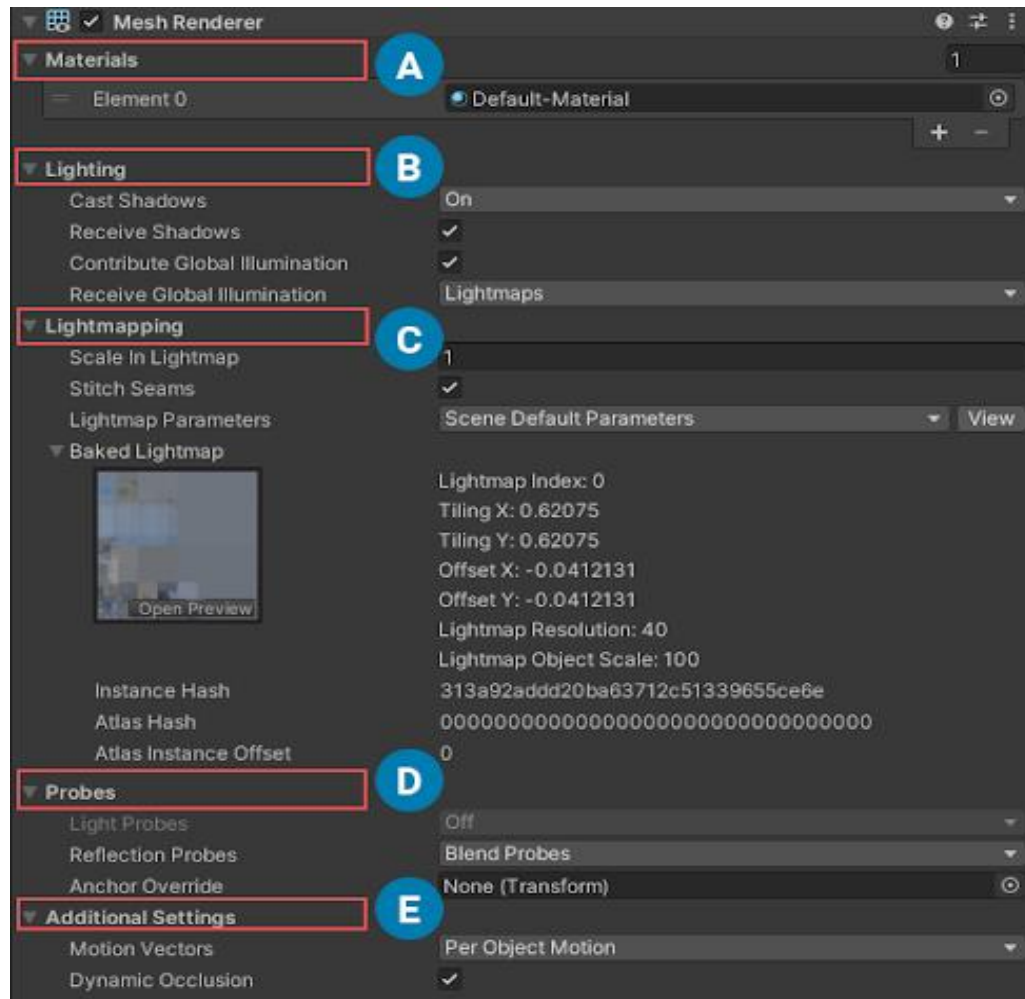 Mesh Renderer
Materials A 1
Element 0 Default-Material
+ -
Lighting B
Cast Shadows On
Receive Shadows
Contribute Global Illumination
Receive Global Illumination Lightmaps
Lightmapping C
Scale In Lightmap 1
Stitch Seams
Lightmap Parameters Scene Default Parameters View
Baked Lightmap
Lightmap Index: 0
Tiling X: 0.62075
Tiling Y: 0.62075
Offset X: -0.0412131
Offset Y: -0.0412131
Open Preview
Lightmap Resolution: 40
Lightmap Object Scale: 100
Instance Hash 313a92addd20ba63712c51339655ce6e
Atlas Hash 00000000000000000000000000000000
Atlas Instance Offset 0
Probes D
Light Probes Off
Reflection Probes Blend Probes
Anchor Override None (Transform)
Additional Settings E
Motion Vectors Per Object Motion
Dynamic Occlusion